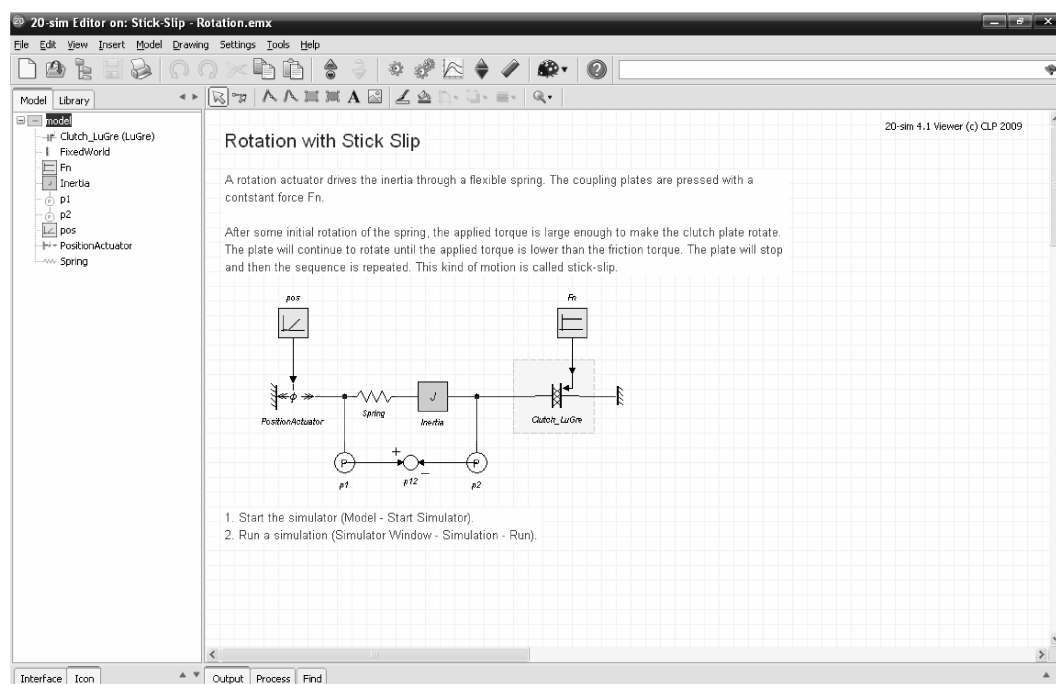 20 20-sim Editor on: Stick-Slip - Rotation.emx
File Edit View Insert Model Drawing Settings Tools Help
Model Library
model
Clutch_LuGre (LuGre)
FixedWorld
Fn
J Inertia
P p1
P p2
pos
PositionActuator
Spring
20-sim 4.1 Viewer (c) CLP 2009
Rotation with Stick Slip
A rotation actuator drives the inertia through a flexible spring. The coupling plates are pressed with a
contstant force Fn.
After some initial rotation of the spring, the applied torque is large enough to make the clutch plate rotate.
The plate will continue to rotate until the applied torque is lower than the friction torque. The plate will stop
and then the sequence is repeated. This kind of motion is called stick-slip.
pos Fn
φ J
PositionActuator Spring Inertia Clutch_LuGre
P + − P
p1 p12 p2
1. Start the simulator (Model - Start Simulator).
2. Run a simulation (Simulator Window - Simulation - Run).
Interface Icon Output Process Find